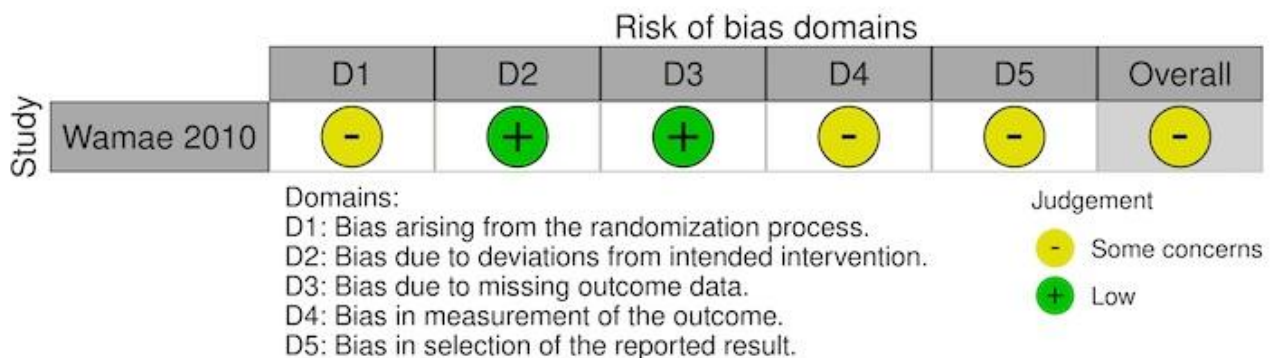 Risk of bias domains
D1 D2 D3 D4 D5 Overall
Study
Wamae 2010 - + + - - -
Domains:
D1: Bias arising from the randomization process.
D2: Bias due to deviations from intended intervention.
D3: Bias due to missing outcome data.
D4: Bias in measurement of the outcome.
D5: Bias in selection of the reported result.
Judgement
- Some concerns
+ Low